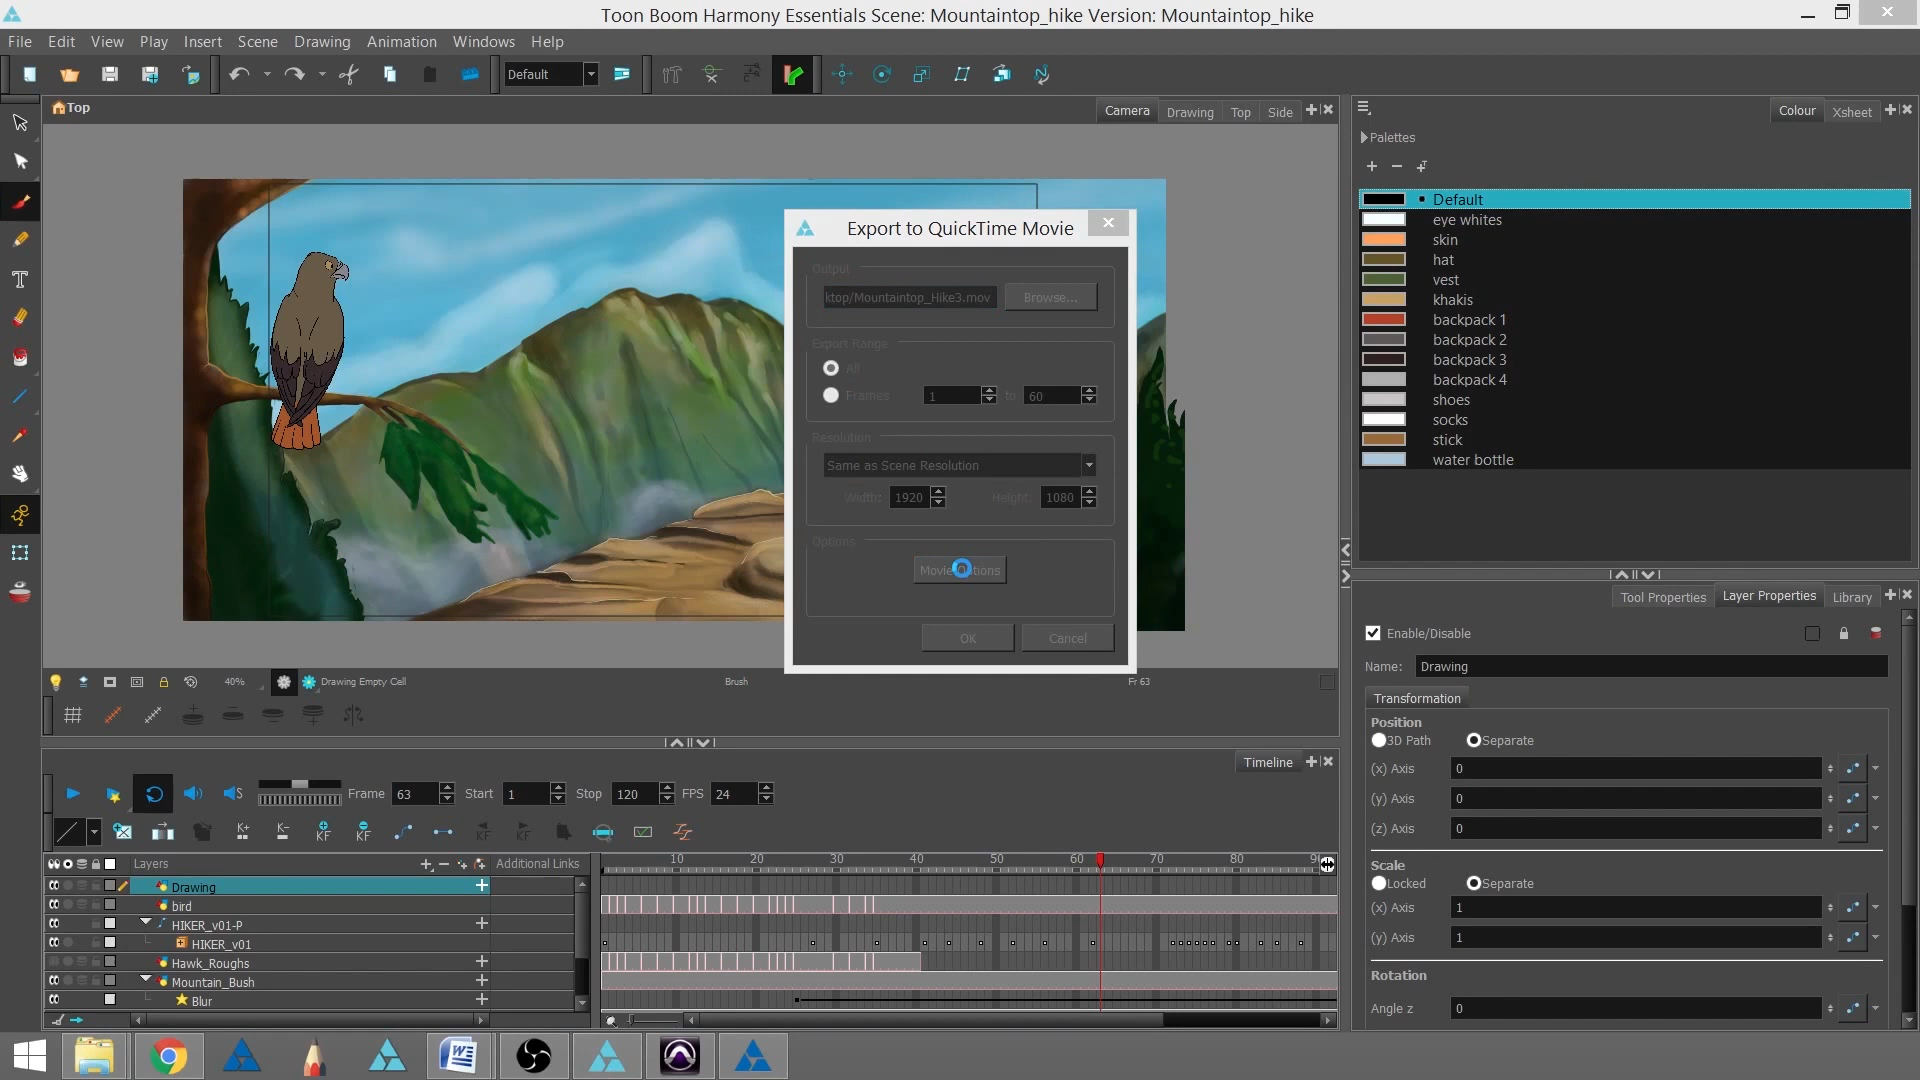 Toon Boom Harmony Essentials Scene: Mountaintop_hike Version: Mountaintop_hike
File Edit View Play Insert Scene Drawing Animation Windows Help
Default
Top
Camera Drawing Top Side
Colour Xsheet
Palettes
Default
eye whites
skin
hat
vest
khakis
backpack 1
backpack 2
backpack 3
backpack 4
shoes
socks
stick
water bottle
Export to QuickTime Movie
Output
ktop/Mountaintop_Hike3.mov Browse...
Export Range
All
Frames 1 to 60
Resolution
Same as Scene Resolution
Width: 1920 Height: 1080
Options
OK Cancel
40% Drawing Empty Cell Brush Fr 63
Tool Properties Layer Properties Library
Enable/Disable
Name: Drawing
Transformation
Position
3D Path Separate
(x) Axis 0
(y) Axis 0
(z) Axis 0
Scale
Locked Separate
(x) Axis 1
(y) Axis 1
Rotation
Angle z 0
Timeline
Frame 63 Start 1 Stop 120 FPS 24
K+ K- KF KF KF KF
Layers Additional Links 10 20 30 40 50 60 70 80
Drawing
bird
HIKER_v01-P
HIKER_v01
Hawk_Roughs
Mountain_Bush
Blur